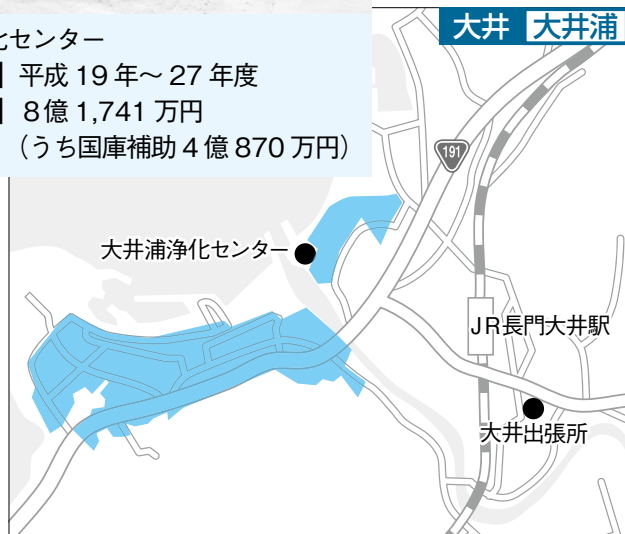 化センター
平成 19 年〜 27 年度
8億 1,741 万円
（うち国庫補助 4 億 870 万円）
大井 大井浦
191
大井浦浄化センター
JR長門大井駅
大井出張所